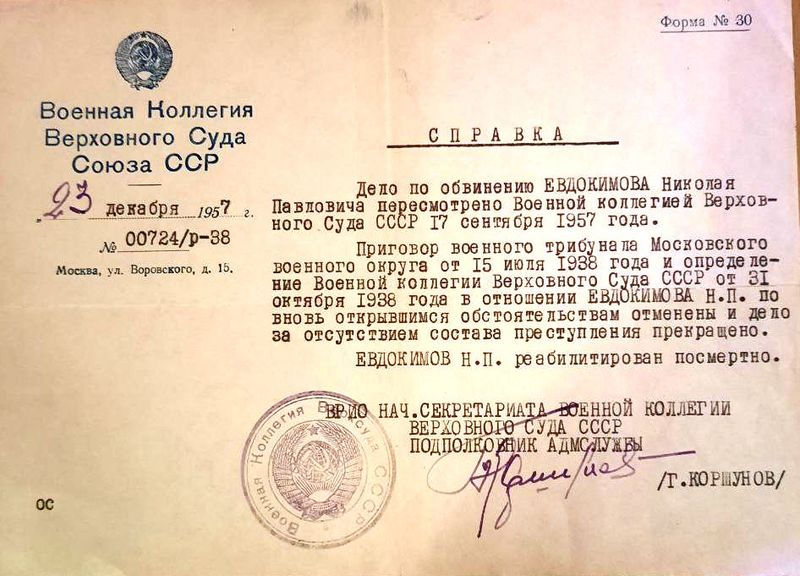 Форма № 30
Военная Коллегия
Верховного Суда
Союза ССР
„23 декабря 1957 г.
№ 00724/р-38
Москва, ул. Воровского, д. 15.
СПРАВКА
Дело по обвинению ЕВДОКИМОВА Николая
Павловича пересмотрено Военной коллегией Верхов-
ного Суда СССР 17 сентября 1957 года.
Приговор военного трибунала Московского
военного округа от 15 июля 1938 года и определе-
ние Военной коллегии Верховного Суда СССР от 31
октября 1938 года в отношении ЕВДОКИМОВА Н.П. по
вновь открывшимся обстоятельствам отменены и дело
за отсутствием состава преступления прекращено.
ЕВДОКИМОВ Н.П. реабилитирован посмертно.
ВРИО НАЧ.СЕКРЕТАРИАТА ВОЕННОЙ КОЛЛЕГИИ
ВЕРХОВНОГО СУДА СССР
ПОДПОЛКОВНИК АДМСЛУЖБЫ
/Г.КОРШУНОВ/
Военная Коллегия Верхсуда СССР
ОС